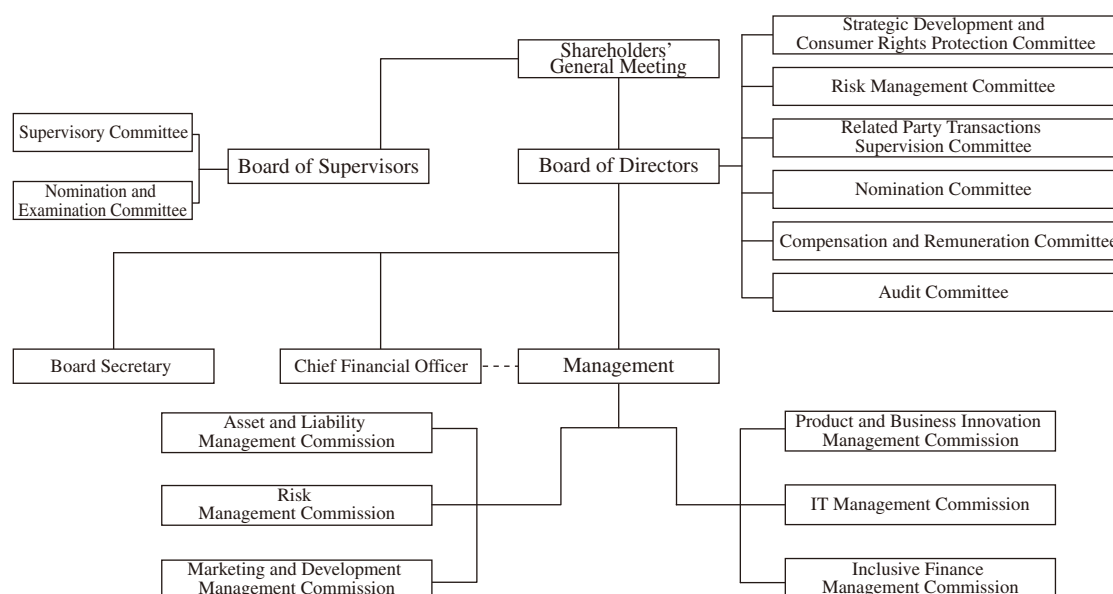 Strategic Development and
Consumer Rights Protection Committee
Shareholders'
General Meeting
Risk Management Committee
Supervisory Committee
Related Party Transactions
Supervision Committee
Board of Supervisors
Board of Directors
Nomination and
Examination Committee
Nomination Committee
Compensation and Remuneration Committee
Audit Committee
Board Secretary
Chief Financial Officer
Management
Asset and Liability
Management Commission
Product and Business Innovation
Management Commission
Risk
Management Commission
IT Management Commission
Marketing and Development
Management Commission
Inclusive Finance
Management Commission